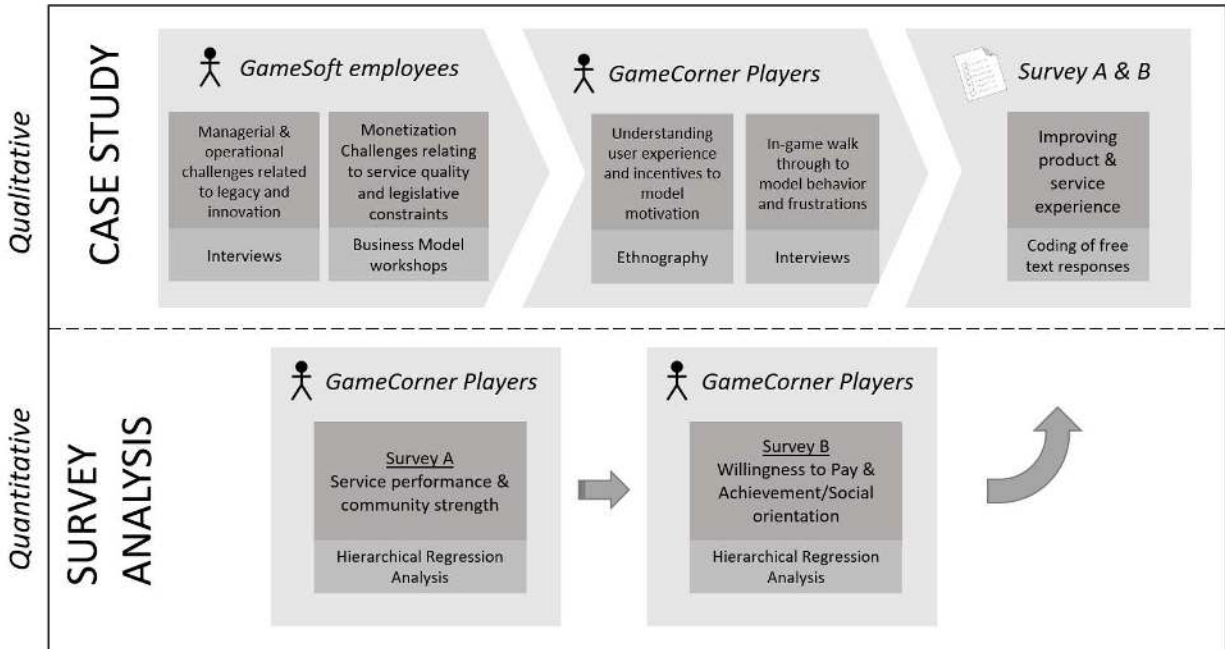 Qualitative
CASE STUDY
GameSoft employees
Managerial &
operational
challenges related
to legacy and
innovation
Interviews
Monetization
Challenges relating
to service quality
and legislative
constraints
Business Model
workshops
GameCorner Players
Understanding
user experience
and incentives to
model
motivation
Ethnography
In-game walk
through to
model behavior
and frustrations
Interviews
Survey A & B
Improving
product &
service
experience
Coding of free
text responses
Quantitative
SURVEY
ANALYSIS
GameCorner Players
Survey A
Service performance &
community strength
Hierarchical Regression
Analysis
GameCorner Players
Survey B
Willingness to Pay &
Achievement/Social
orientation
Hierarchical Regression
Analysis